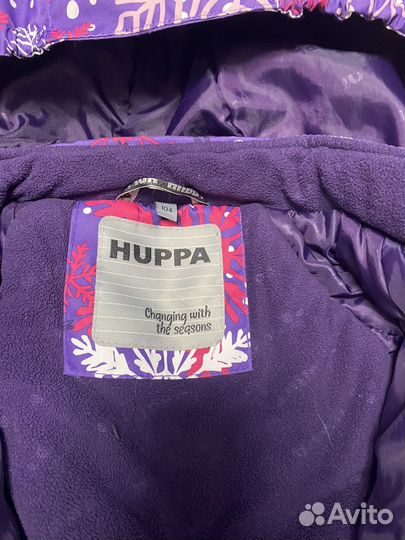 104
HUPPA
Changing with
the seasons
Avito